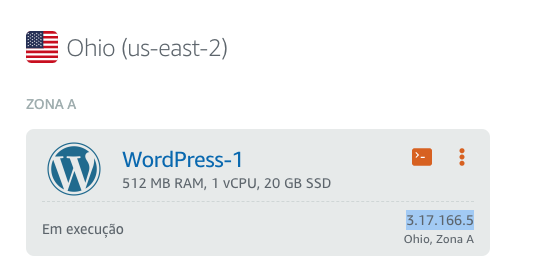 Ohio (us-east-2)
ZONA A
WordPress-1
512 MB RAM, 1 vCPU, 20 GB SSD
Em execução
3.17.166.5
Ohio, Zona A